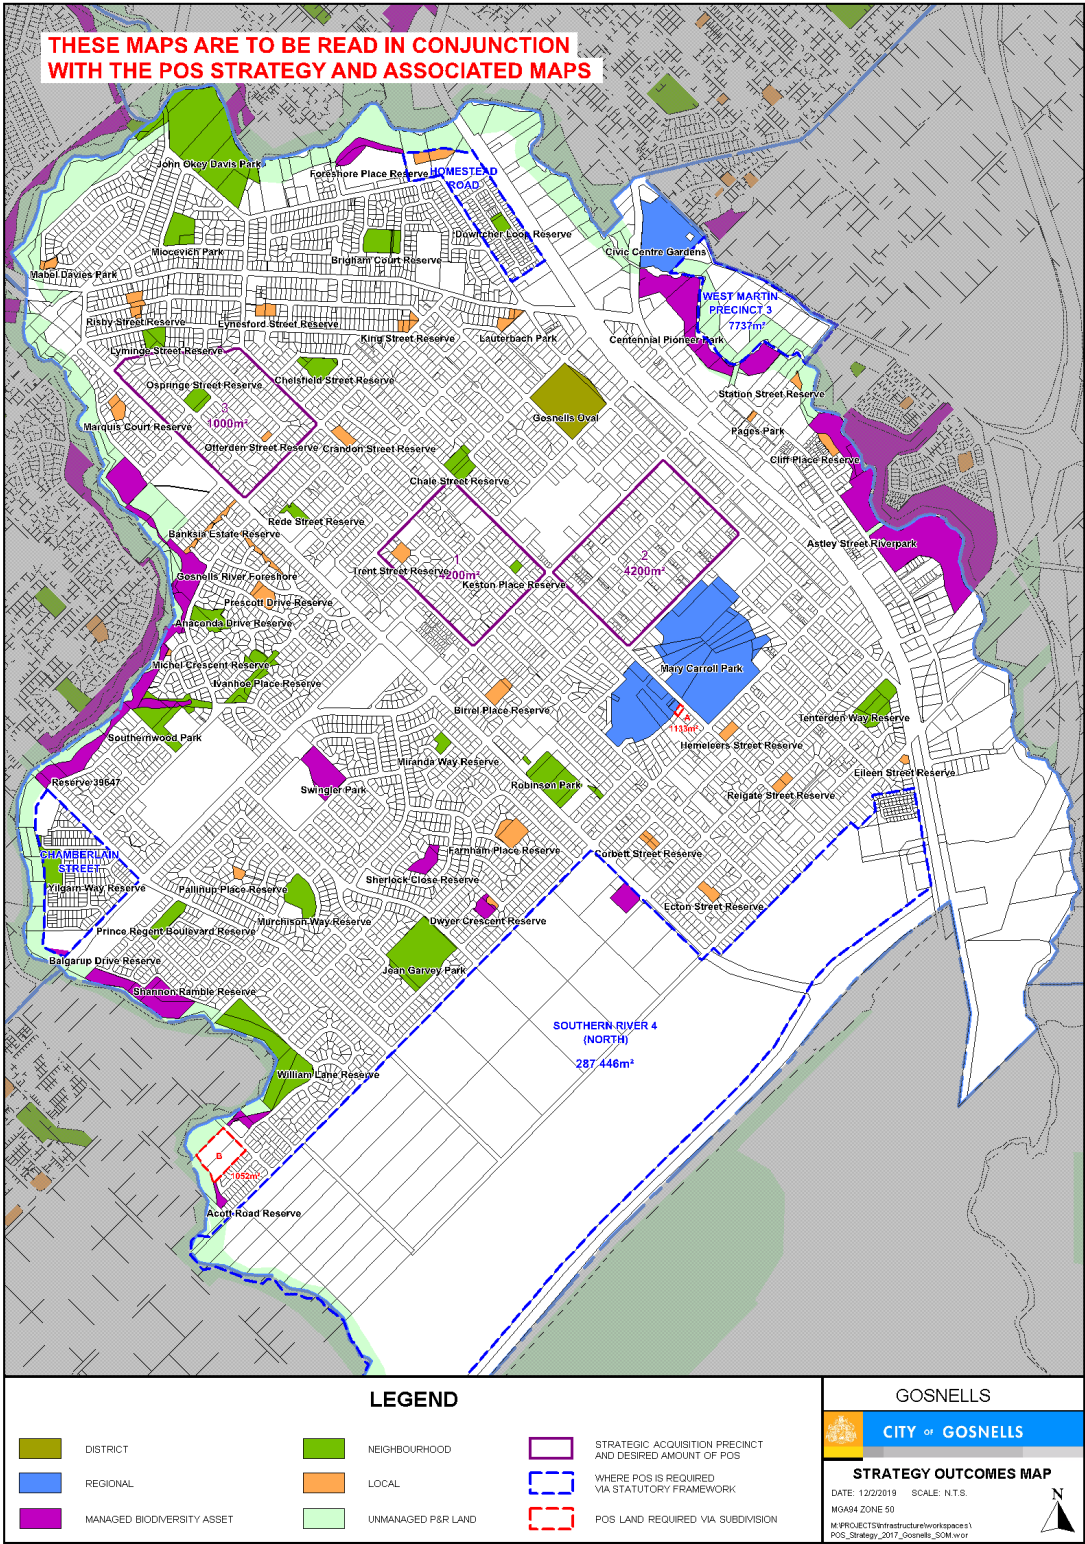 THESE MAPS ARE TO BE READ IN CONJUNCTION
WITH THE POS STRATEGY AND ASSOCIATED MAPS
John Okey Davis Park
Foreshore Place Reserve
HOMESTEAD
ROAD
Dowitcher Loop Reserve
Miocevich Park
Brigham Court Reserve
Civic Centre Gardens
Mabel Davies Park
WEST MARTIN
PRECINCT 3
7737m²
Risby Street Reserve
Eynesford Street Reserve
King Street Reserve
Lauterbach Park
Centennial Pioneer Park
Lyminge Street Reserve
Ospringe Street Reserve
Chelsfield Street Reserve
Station Street Reserve
3
1000m²
Gosnells Oval
Marquis Court Reserve
Pages Park
Offerden Street Reserve
Crandon Street Reserve
Cliff Place Reserve
Chale Street Reserve
Rede Street Reserve
Banksia Estate Reserve
Astley Street Riverpark
1
4200m²
2
4200m²
Trent Street Reserve
Keston Place Reserve
Gosnells River Foreshore
Prescott Drive Reserve
Anaconda Drive Reserve
Michel Crescent Reserve
Ivanhoe Place Reserve
Mary Carroll Park
Birrel Place Reserve
A
1133m²
Tenterden Way Reserve
Southernwood Park
Hemeleers Street Reserve
Miranda Way Reserve
Eileen Street Reserve
Reserve 39647
Swingler Park
Robinson Park
Reigate Street Reserve
CHAMBERLAIN
STREET
Farnham Place Reserve
Corbett Street Reserve
Yilgarn Way Reserve
Pallinup Place Reserve
Sherlock Close Reserve
Ecton Street Reserve
Murchison Way Reserve
Dwyer Crescent Reserve
Prince Regent Boulevard Reserve
Balgarup Drive Reserve
Jean Garvey Park
Shannon Ramble Reserve
SOUTHERN RIVER 4
(NORTH)
287 446m²
William Lane Reserve
B
1052m²
Acott Road Reserve
LEGEND
DISTRICT
REGIONAL
MANAGED BIODIVERSITY ASSET
NEIGHBOURHOOD
LOCAL
UNMANAGED P&R LAND
STRATEGIC ACQUISITION PRECINCT
AND DESIRED AMOUNT OF POS
WHERE POS IS REQUIRED
VIA STATUTORY FRAMEWORK
POS LAND REQUIRED VIA SUBDIVISION
GOSNELLS
CITY OF GOSNELLS
STRATEGY OUTCOMES MAP
DATE: 12/2/2019 SCALE: N.T.S.
MGA94 ZONE 50
M:\PROJECTS\Infrastructure\workspaces\
POS_Strategy_2017_Gosnells_SOM.wor
N